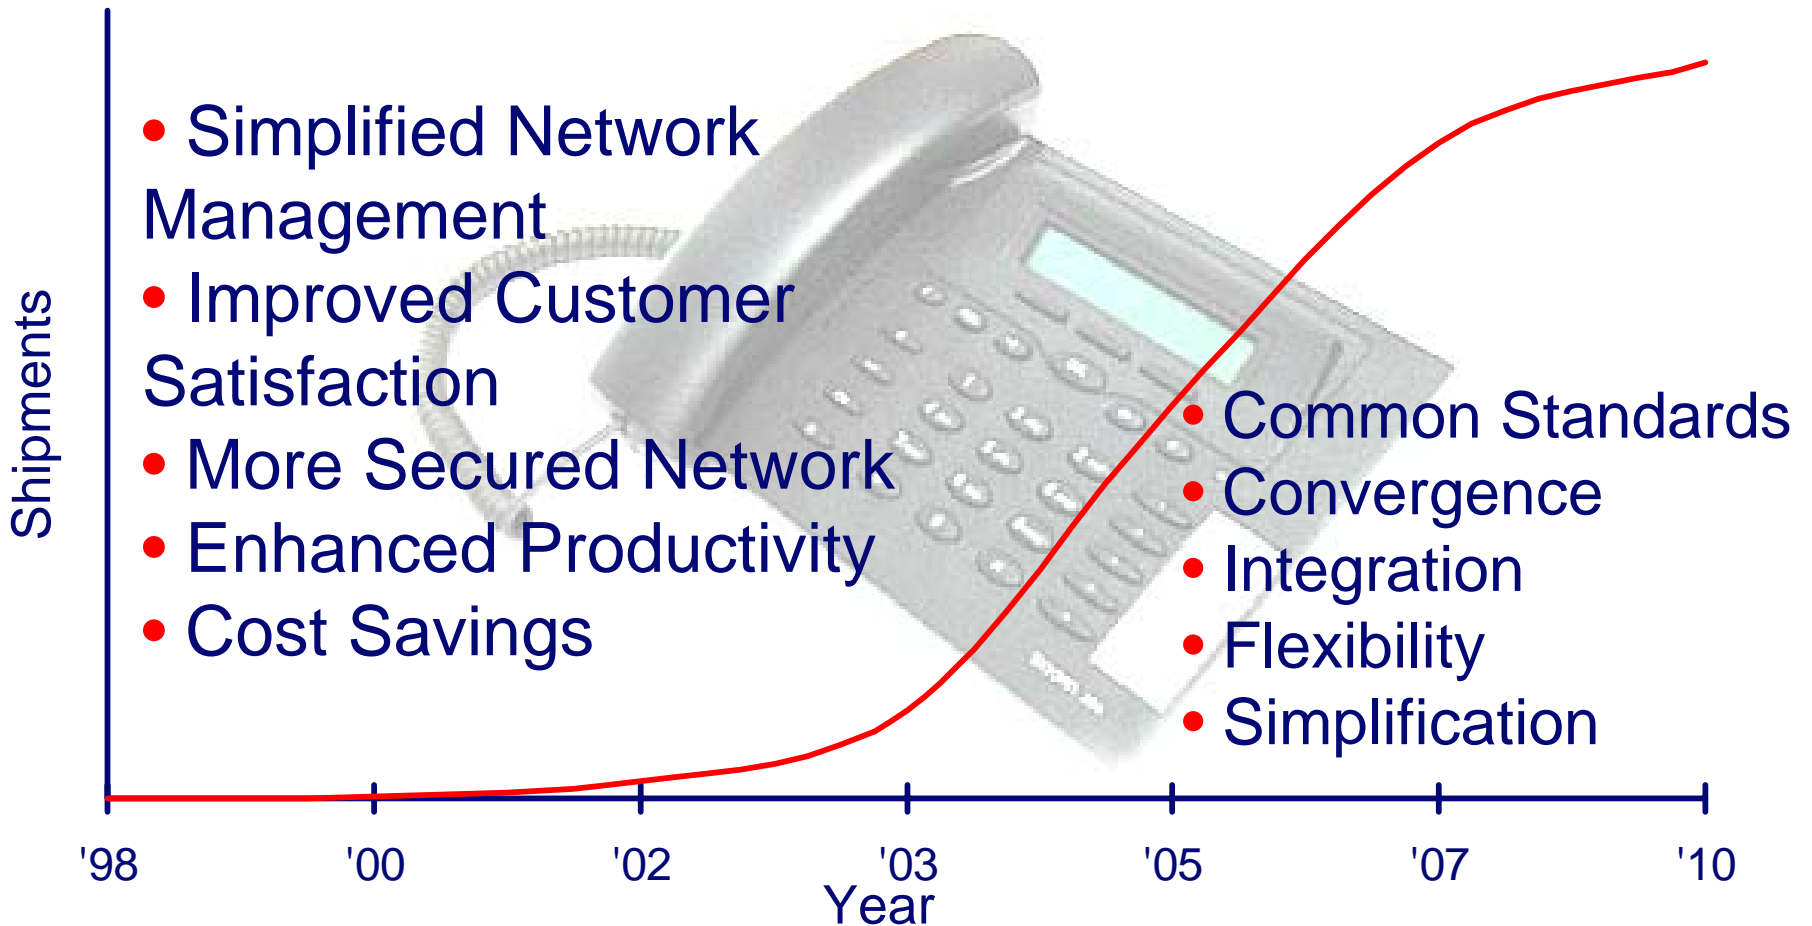 • Simplified Network
Management
• Improved Customer
Satisfaction
• More Secured Network
• Enhanced Productivity
• Cost Savings
• Common Standards
• Convergence
• Integration
• Flexibility
• Simplification
Shipments
'98 '00 '02 '03 '05 '07 '10
Year